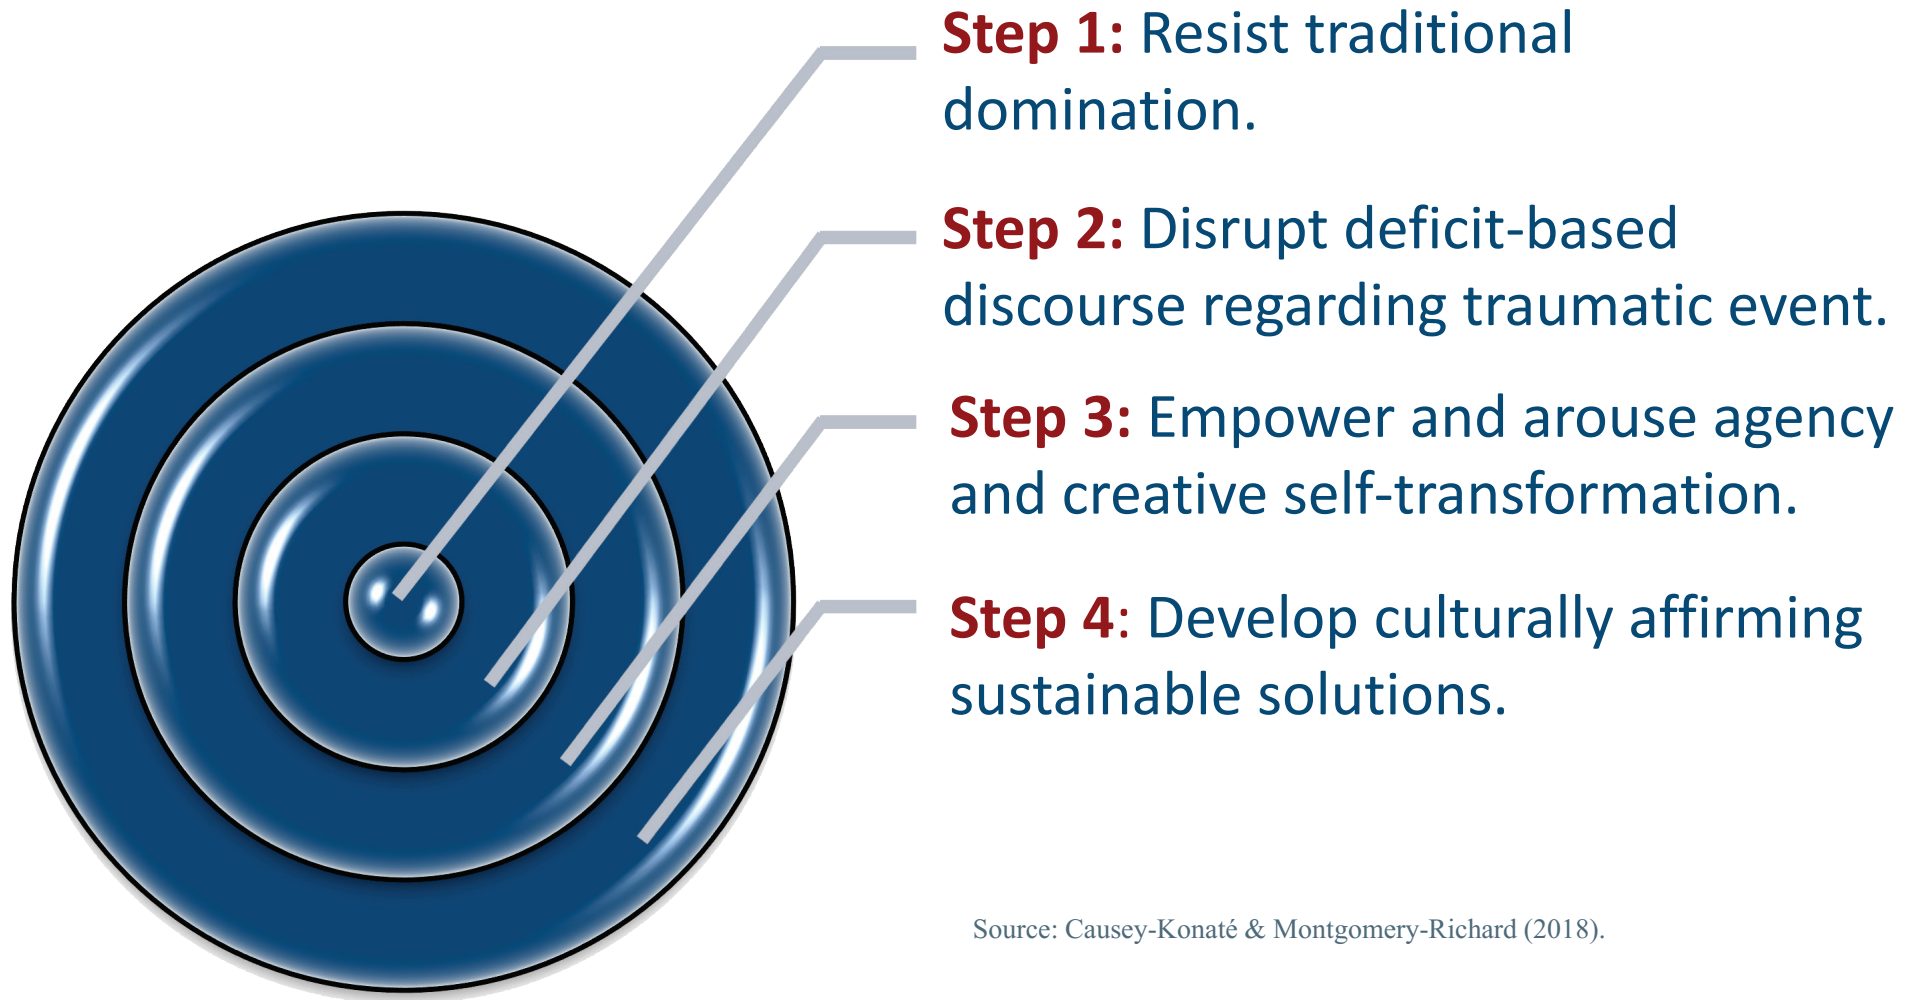 Step 1: Resist traditional
domination.
Step 2: Disrupt deficit-based
discourse regarding traumatic event.
Step 3: Empower and arouse agency
and creative self-transformation.
Step 4: Develop culturally affirming
sustainable solutions.
Source: Causey-Konaté & Montgomery-Richard (2018).